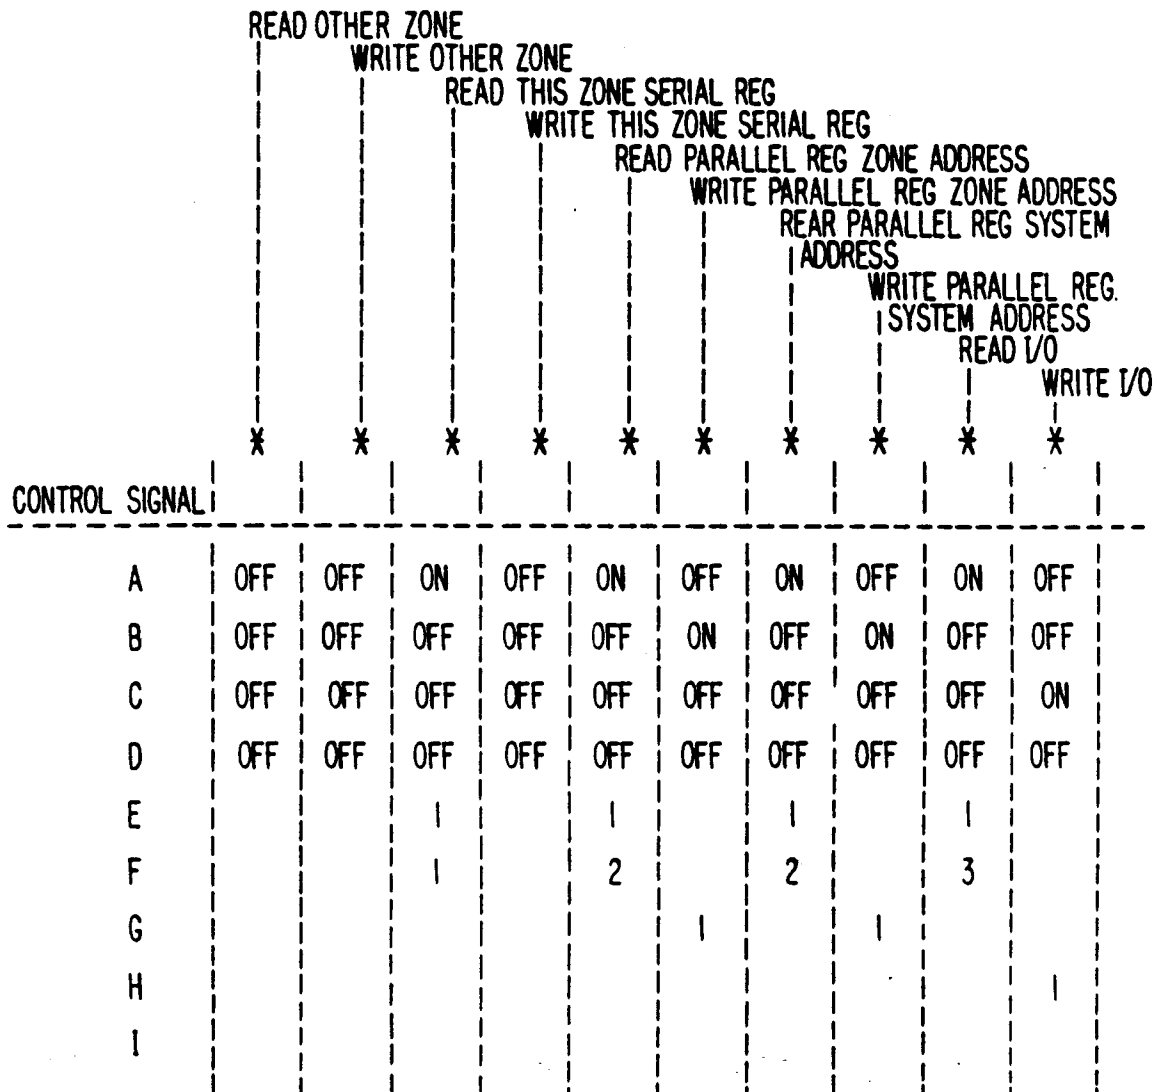 READ OTHER ZONE
WRITE OTHER ZONE
READ THIS ZONE SERIAL REG
WRITE THIS ZONE SERIAL REG
READ PARALLEL REG ZONE ADDRESS
WRITE PARALLEL REG ZONE ADDRESS
REAR PARALLEL REG SYSTEM
ADDRESS
WRITE PARALLEL REG.
SYSTEM ADDRESS
READ I/O
WRITE I/O
* * * * * * * * * *
CONTROL SIGNAL
A OFF OFF ON OFF ON OFF ON OFF ON OFF
B OFF OFF OFF OFF OFF ON OFF ON OFF OFF
C OFF OFF OFF OFF OFF OFF OFF OFF OFF ON
D OFF OFF OFF OFF OFF OFF OFF OFF OFF OFF
E 1 1 1 1
F 1 2 2 3
G 1 1
H 1
I